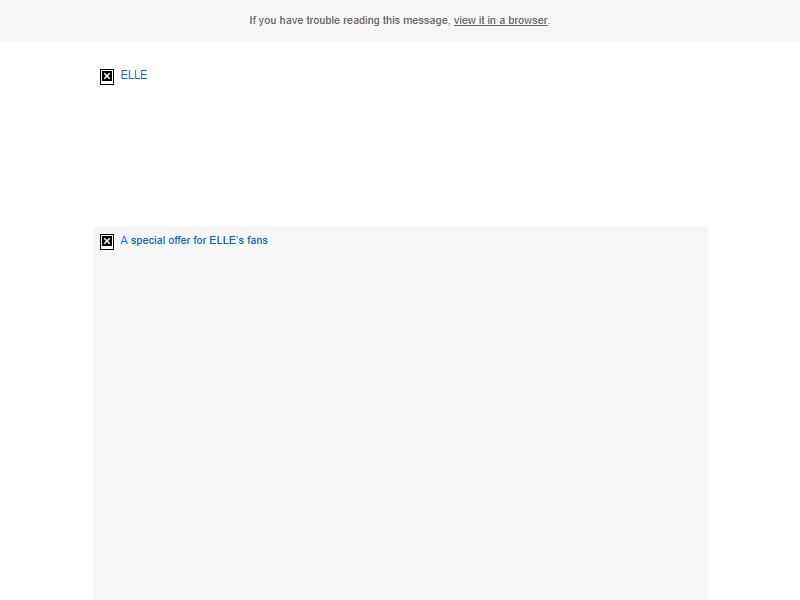 If you have trouble reading this message, view it in a browser.
ELLE
A special offer for ELLE's fans